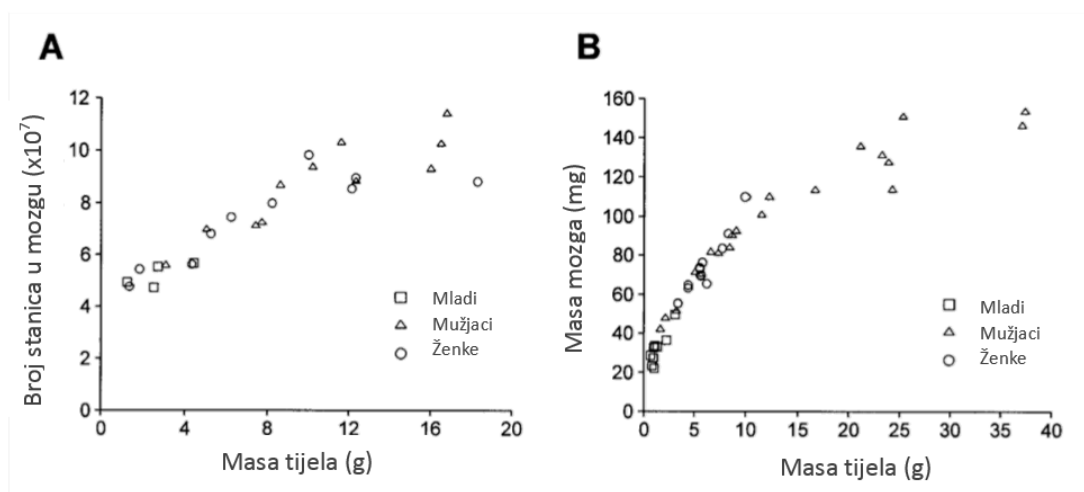 A
Broj stanica u mozgu (x10⁷)
12
10
8
6
4
2
0
0 4 8 12 16 20
Masa tijela (g)
Mladi
Mužjaci
Ženke
B
Masa mozga (mg)
160
140
120
100
80
60
40
20
0
0 5 10 15 20 25 30 35 40
Masa tijela (g)
Mladi
Mužjaci
Ženke